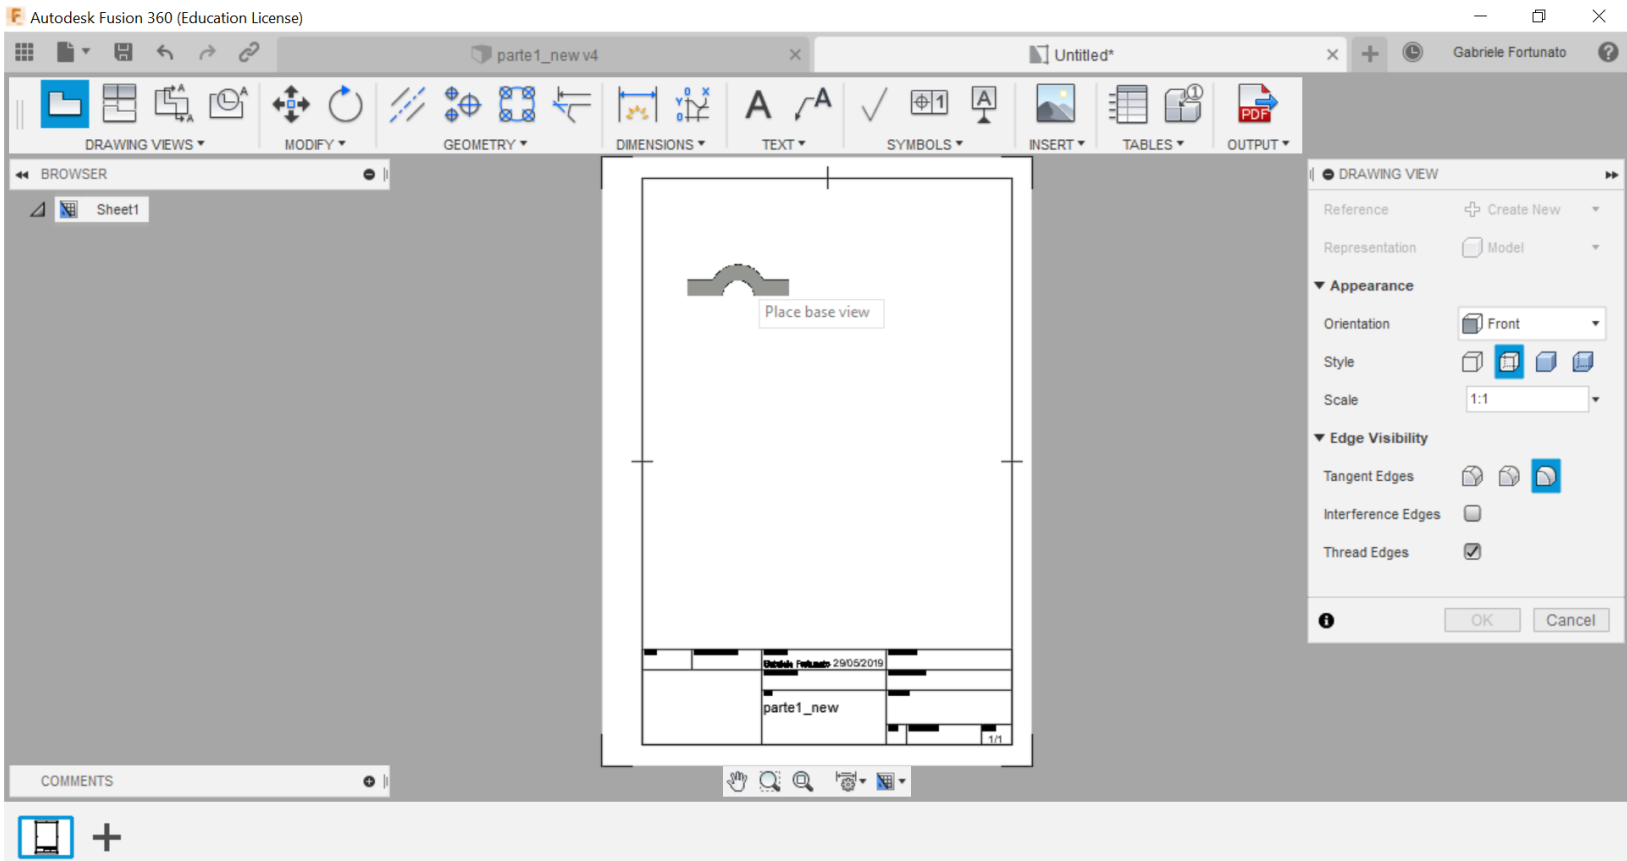 Autodesk Fusion 360 (Education License)
parte1_new v4
Untitled*
Gabriele Fortunato
DRAWING VIEWS
MODIFY
GEOMETRY
DIMENSIONS
TEXT
SYMBOLS
INSERT
TABLES
OUTPUT
BROWSER
Sheet1
Place base view
Gabriele Fortunato 29/05/2019
parte1_new
1/1
DRAWING VIEW
Reference Create New
Representation Model
Appearance
Orientation Front
Style
Scale 1:1
Edge Visibility
Tangent Edges
Interference Edges
Thread Edges
OK Cancel
COMMENTS